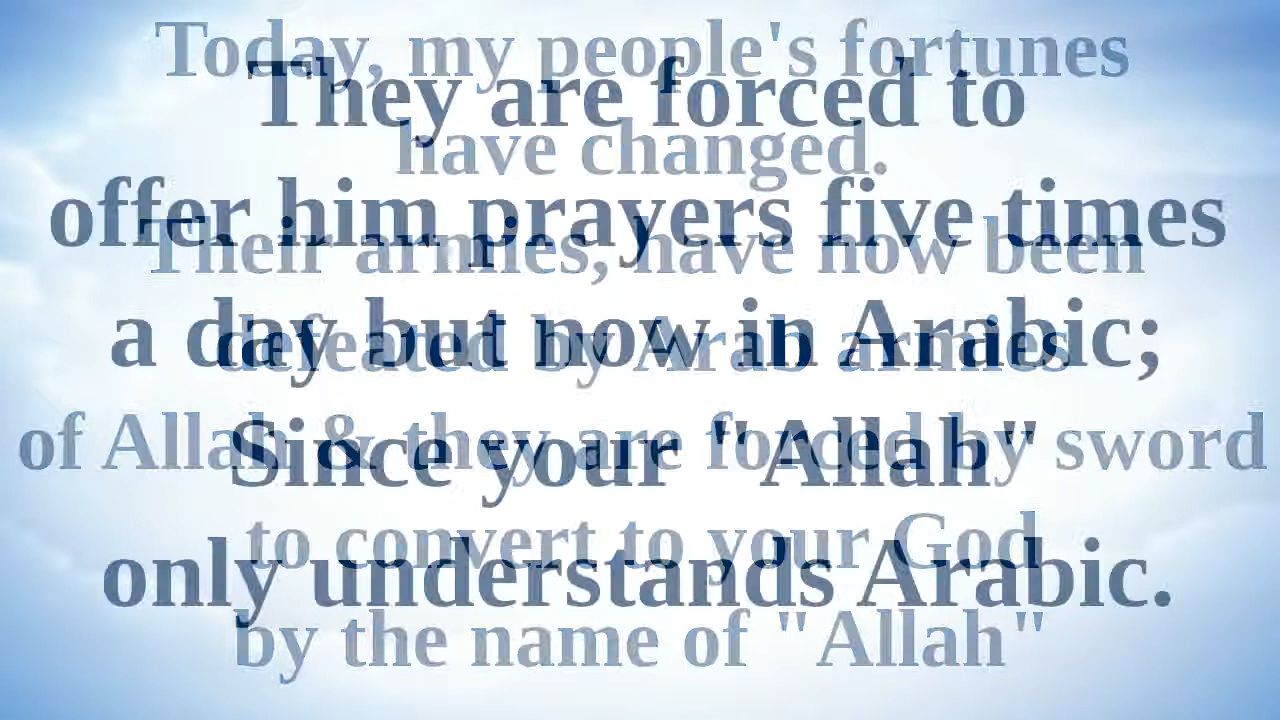 Today, my people's fortunes
have changed.
Their armies, have now been
defeated by Arab armies
of Allah & they are forced by sword
to convert to your God
by the name of "Allah"
They are forced to
offer him prayers five times
a day but now in Arabic;
Since your "Allah"
only understands Arabic.